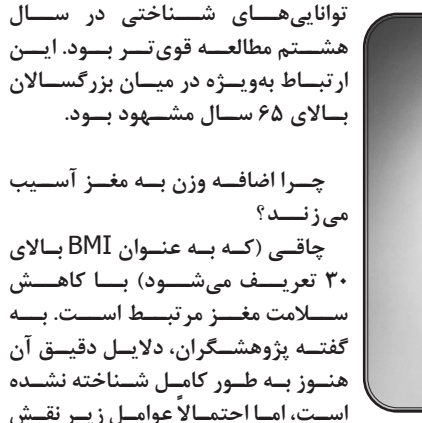 توانایی‌های شناختی در سال
هشتم مطالعه قوی‌تر بود. این
ارتباط به‌ویژه در میان بزرگسالان
بالای ۶۵ سال مشهود بود.
چرا اضافه وزن به مغز آسیب
می‌زند؟
چاقی (که به عنوان BMI بالای
۳۰ تعریف می‌شود) با کاهش
سلامت مغز مرتبط است. به
گفته پژوهشگران، دلایل دقیق آن
هنوز به طور کامل شناخته نشده
است، اما احتمالاً عوامل زیر نقش